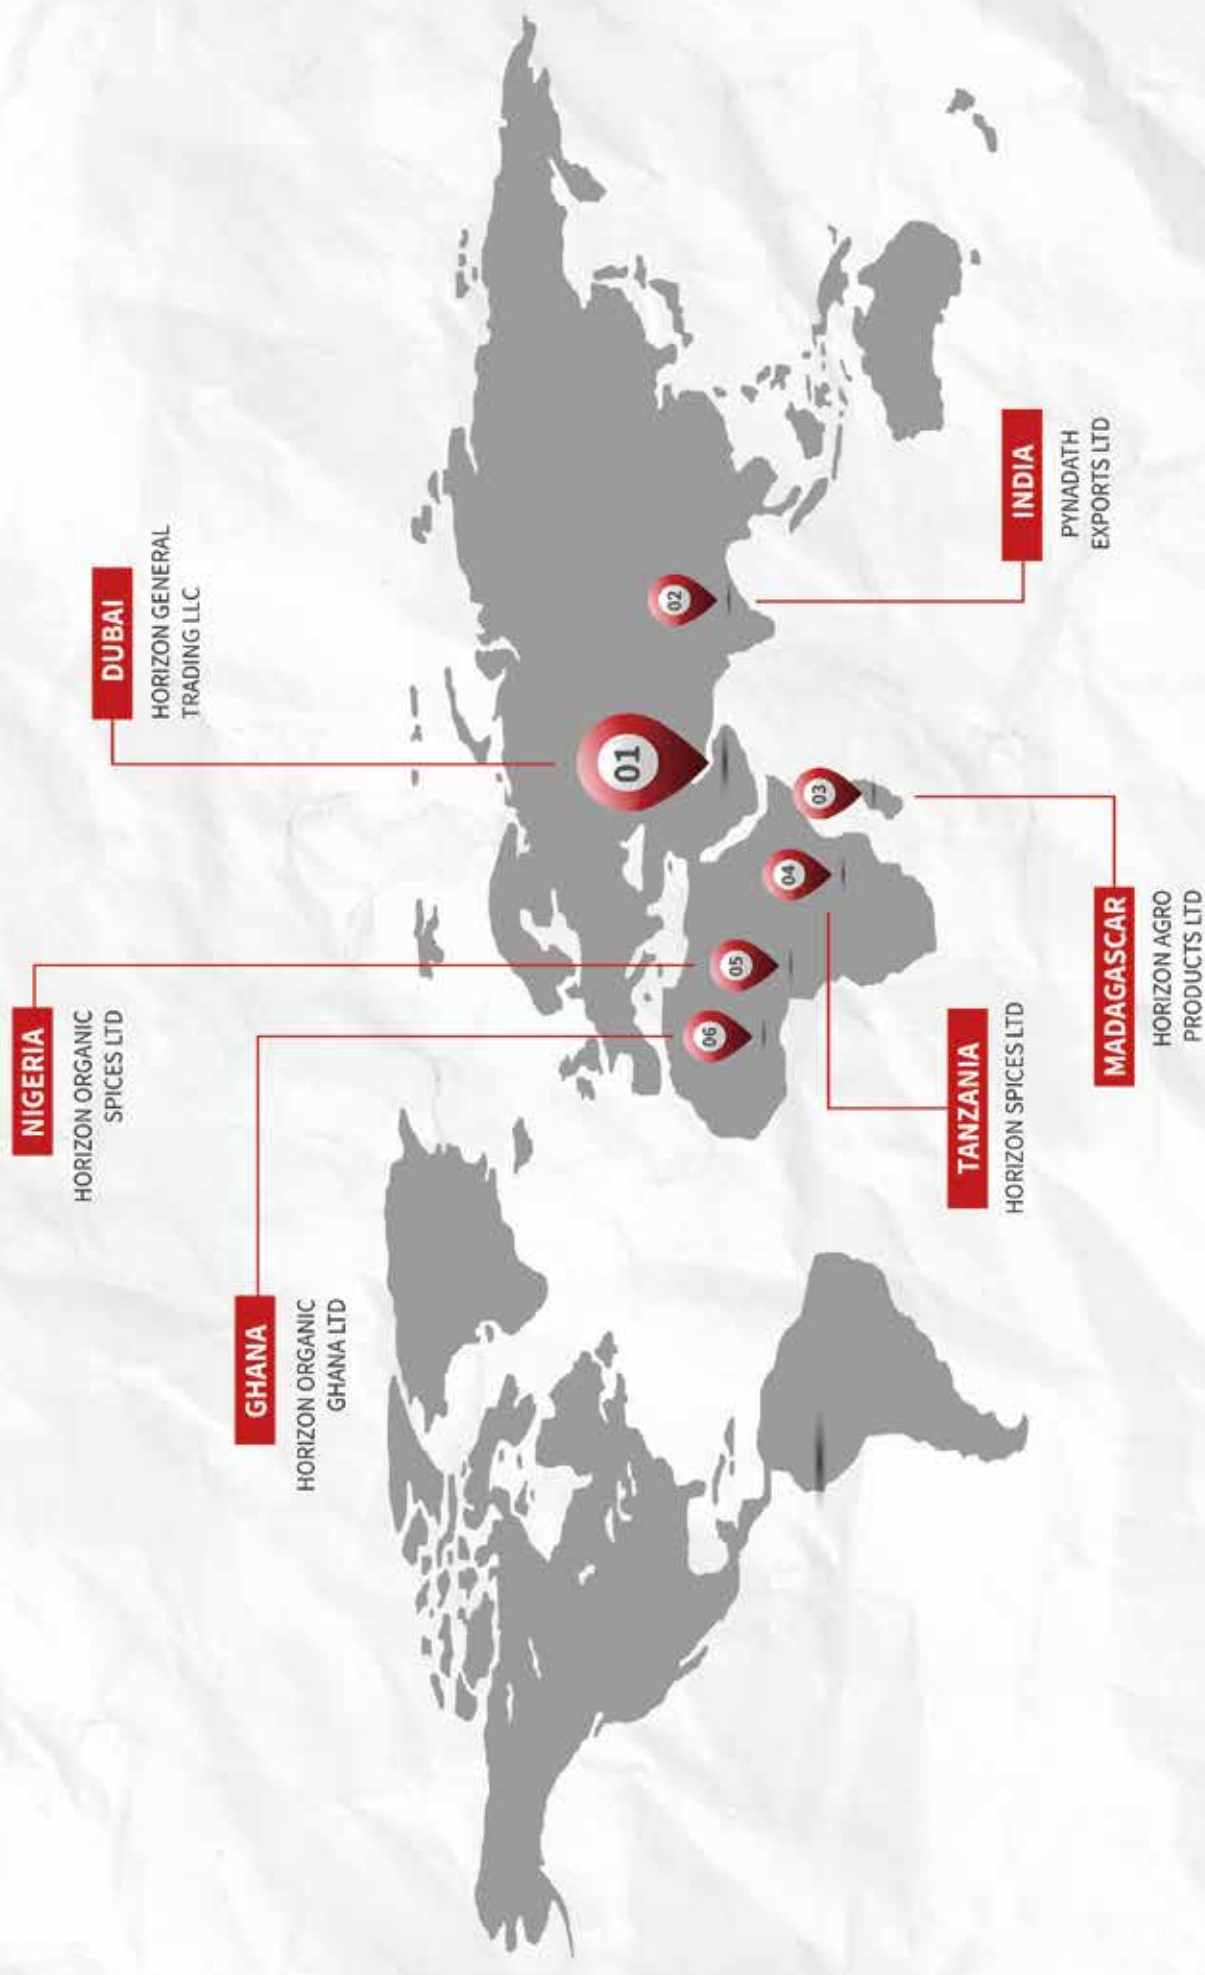 NIGERIA
HORIZON ORGANIC
SPICES LTD
DUBAI
HORIZON GENERAL
TRADING LLC
GHANA
HORIZON ORGANIC
GHANA LTD
06
05
04
03
01
02
TANZANIA
HORIZON SPICES LTD
MADAGASCAR
HORIZON AGRO
PRODUCTS LTD
INDIA
PYNADATH
EXPORTS LTD